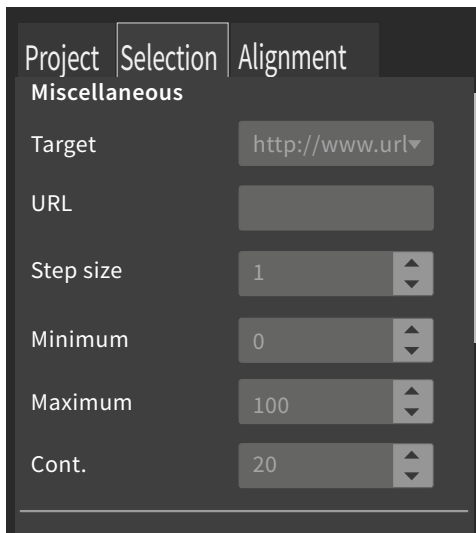 Project Selection Alignment
Miscellaneous
Target http://www.url
URL
Step size 1
Minimum 0
Maximum 100
Cont. 20